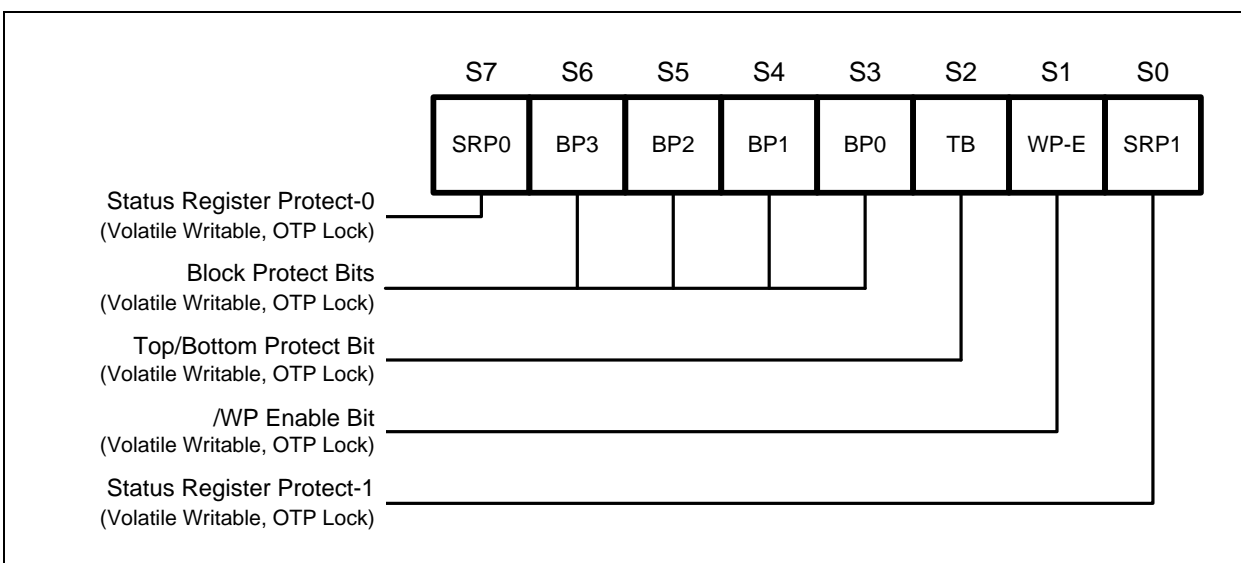 S7 S6 S5 S4 S3 S2 S1 S0
SRP0 BP3 BP2 BP1 BP0 TB WP-E SRP1
Status Register Protect-0
(Volatile Writable, OTP Lock)
Block Protect Bits
(Volatile Writable, OTP Lock)
Top/Bottom Protect Bit
(Volatile Writable, OTP Lock)
/WP Enable Bit
(Volatile Writable, OTP Lock)
Status Register Protect-1
(Volatile Writable, OTP Lock)